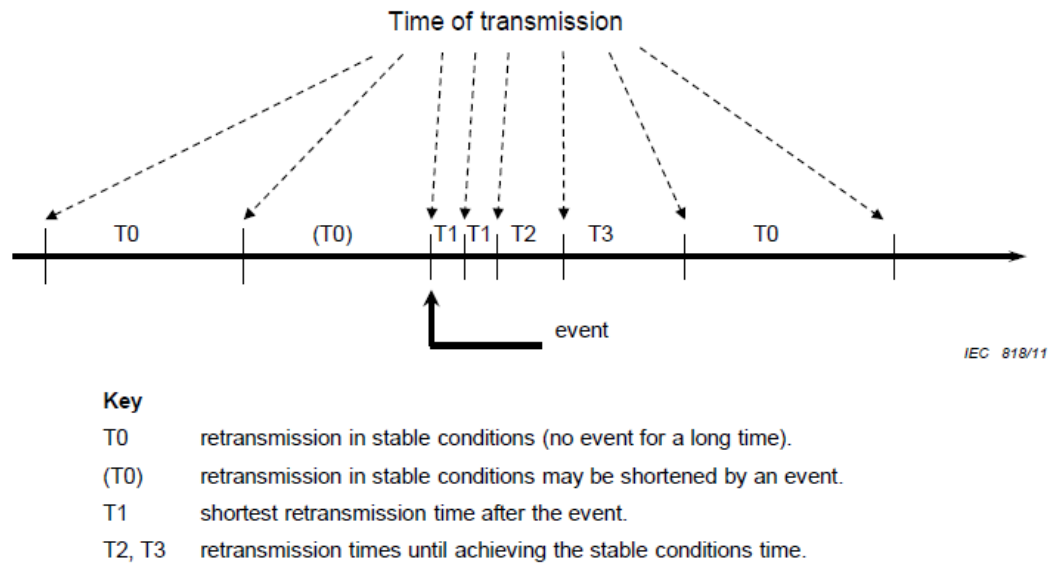 Time of transmission
T0 (T0) T1 T1 T2 T3 T0
event
IEC 818/11
Key
T0 retransmission in stable conditions (no event for a long time).
(T0) retransmission in stable conditions may be shortened by an event.
T1 shortest retransmission time after the event.
T2, T3 retransmission times until achieving the stable conditions time.